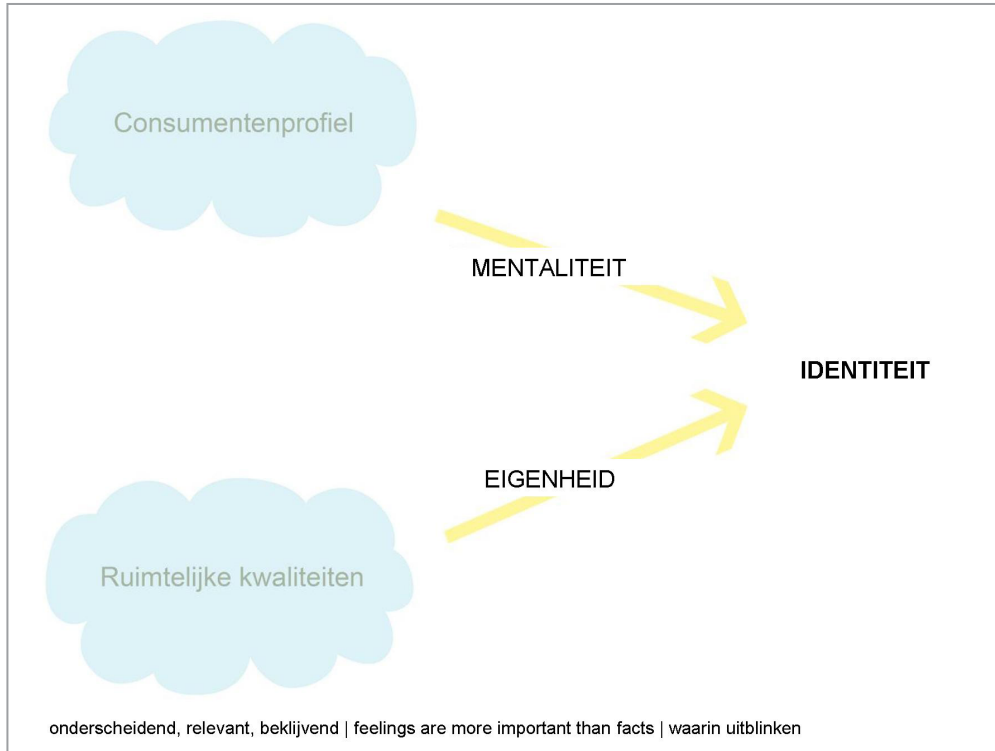 Consumentenprofiel
MENTALITEIT
IDENTITEIT
EIGENHEID
Ruimtelijke kwaliteiten
onderscheidend, relevant, beklijvend | feelings are more important than facts | waarin uitblinken